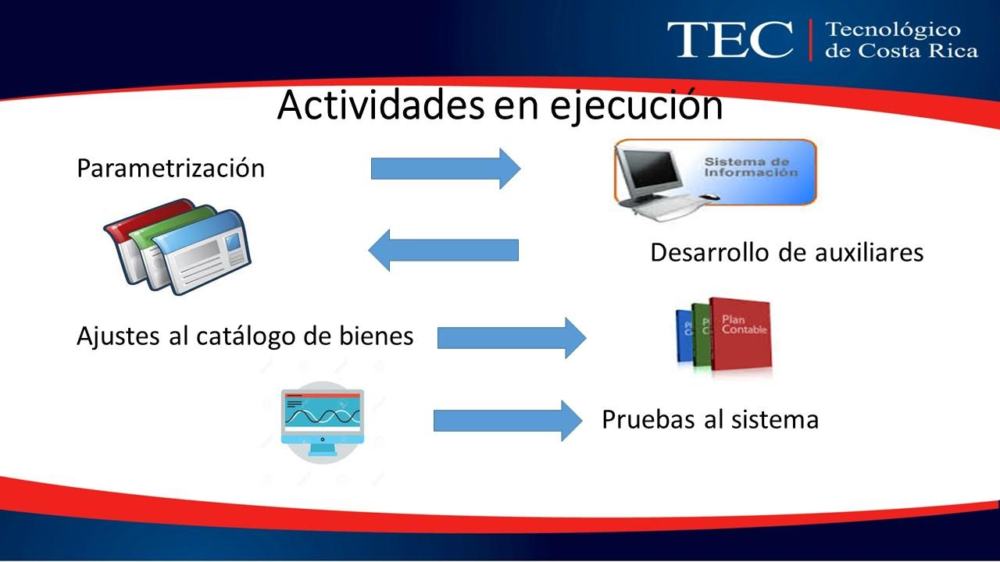 TEC
Tecnológico
de Costa Rica
Actividades en ejecución
Parametrización
Sistema de
Información
Desarrollo de auxiliares
Ajustes al catálogo de bienes
Plan
Contable
Pruebas al sistema